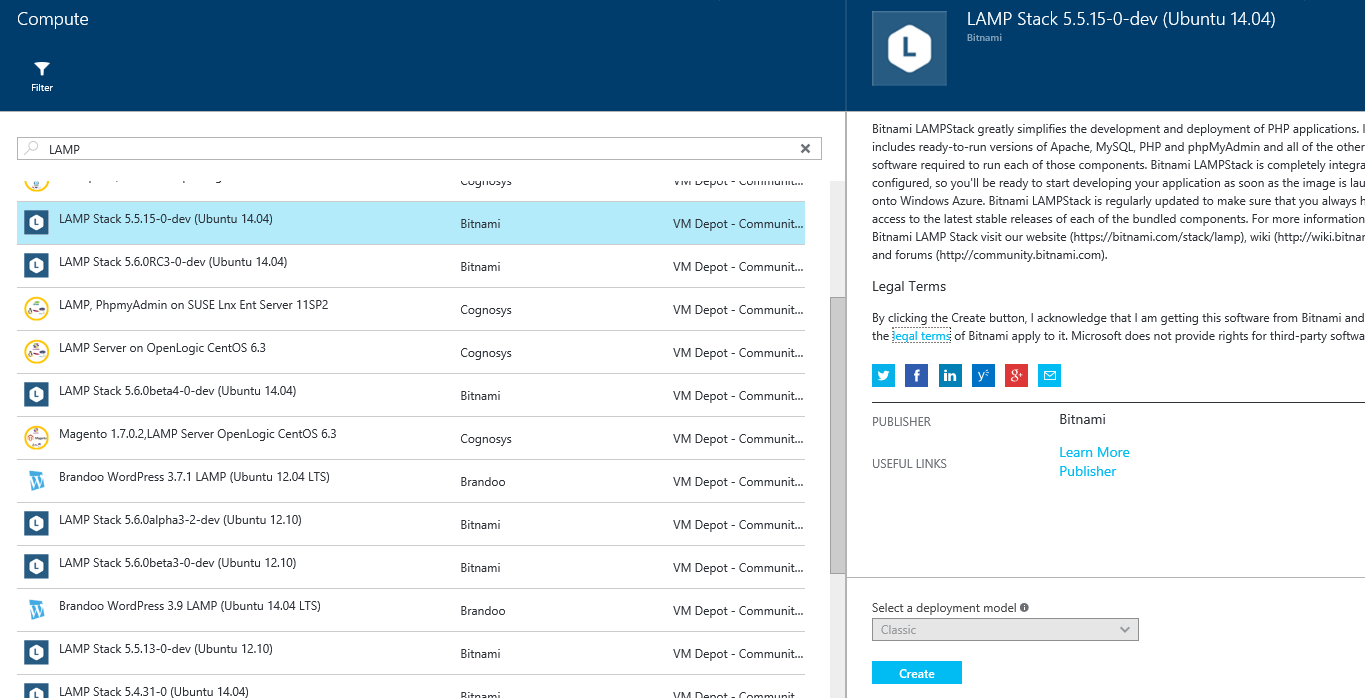 Compute
Filter
LAMP
Cognosys VM Depot - Communit...
LAMP Stack 5.5.15-0-dev (Ubuntu 14.04) Bitnami VM Depot - Communit...
LAMP Stack 5.6.0RC3-0-dev (Ubuntu 14.04) Bitnami VM Depot - Communit...
LAMP, PhpmyAdmin on SUSE Lnx Ent Server 11SP2 Cognosys VM Depot - Communit...
LAMP Server on OpenLogic CentOS 6.3 Cognosys VM Depot - Communit...
LAMP Stack 5.6.0beta4-0-dev (Ubuntu 14.04) Bitnami VM Depot - Communit...
Magento 1.7.0.2,LAMP Server OpenLogic CentOS 6.3 Cognosys VM Depot - Communit...
Brandoo WordPress 3.7.1 LAMP (Ubuntu 12.04 LTS) Brandoo VM Depot - Communit...
LAMP Stack 5.6.0alpha3-2-dev (Ubuntu 12.10) Bitnami VM Depot - Communit...
LAMP Stack 5.6.0beta3-0-dev (Ubuntu 12.10) Bitnami VM Depot - Communit...
Brandoo WordPress 3.9 LAMP (Ubuntu 14.04 LTS) Brandoo VM Depot - Communit...
LAMP Stack 5.5.13-0-dev (Ubuntu 12.10) Bitnami VM Depot - Communit...
LAMP Stack 5.4.31-0 (Ubuntu 14.04) Bitnami VM Depot - Communit...
L
LAMP Stack 5.5.15-0-dev (Ubuntu 14.04)
Bitnami
Bitnami LAMPStack greatly simplifies the development and deployment of PHP applications. I
includes ready-to-run versions of Apache, MySQL, PHP and phpMyAdmin and all of the other
software required to run each of those components. Bitnami LAMPStack is completely integra
configured, so you'll be ready to start developing your application as soon as the image is lau
onto Windows Azure. Bitnami LAMPStack is regularly updated to make sure that you always h
access to the latest stable releases of each of the bundled components. For more information
Bitnami LAMP Stack visit our website (https://bitnami.com/stack/lamp), wiki (http://wiki.bitnar
and forums (http://community.bitnami.com).
Legal Terms
By clicking the Create button, I acknowledge that I am getting this software from Bitnami and
the legal terms of Bitnami apply to it. Microsoft does not provide rights for third-party softwa
PUBLISHER Bitnami
USEFUL LINKS Learn More
Publisher
Select a deployment model
Classic
Create